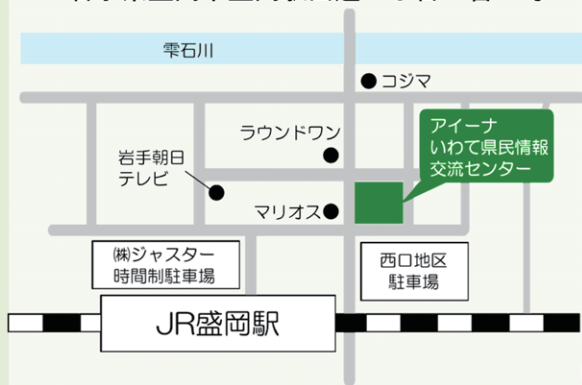 雫石川
コジマ
ラウンドワン
アイーナ
いわて県民情報
交流センター
岩手朝日
テレビ
マリオス
㈱ジャスター
時間制駐車場
西口地区
駐車場
JR盛岡駅